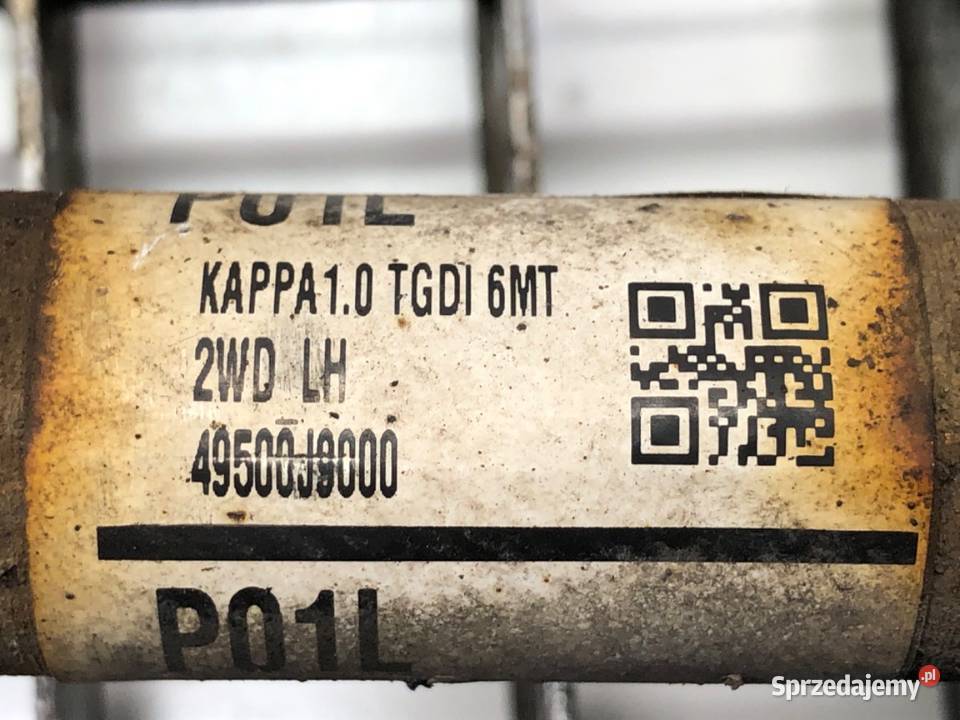 P01L
KAPPA1.0 TGDI 6MT
2WD LH
49500J9000
P01L
Sprzedajemy.pl